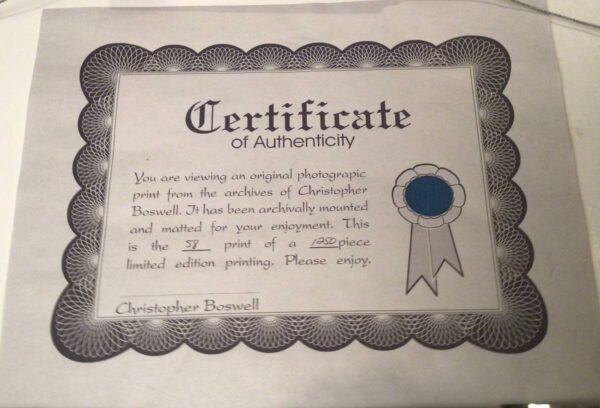 Certificate
of Authenticity
You are viewing an original photograpic
print from the archives of Christopher
Boswell. It has been archivally mounted
and matted for your enjoyment. This
is the 58 print of a 1250 piece
limited edition printing. Please enjoy.
Christopher Boswell